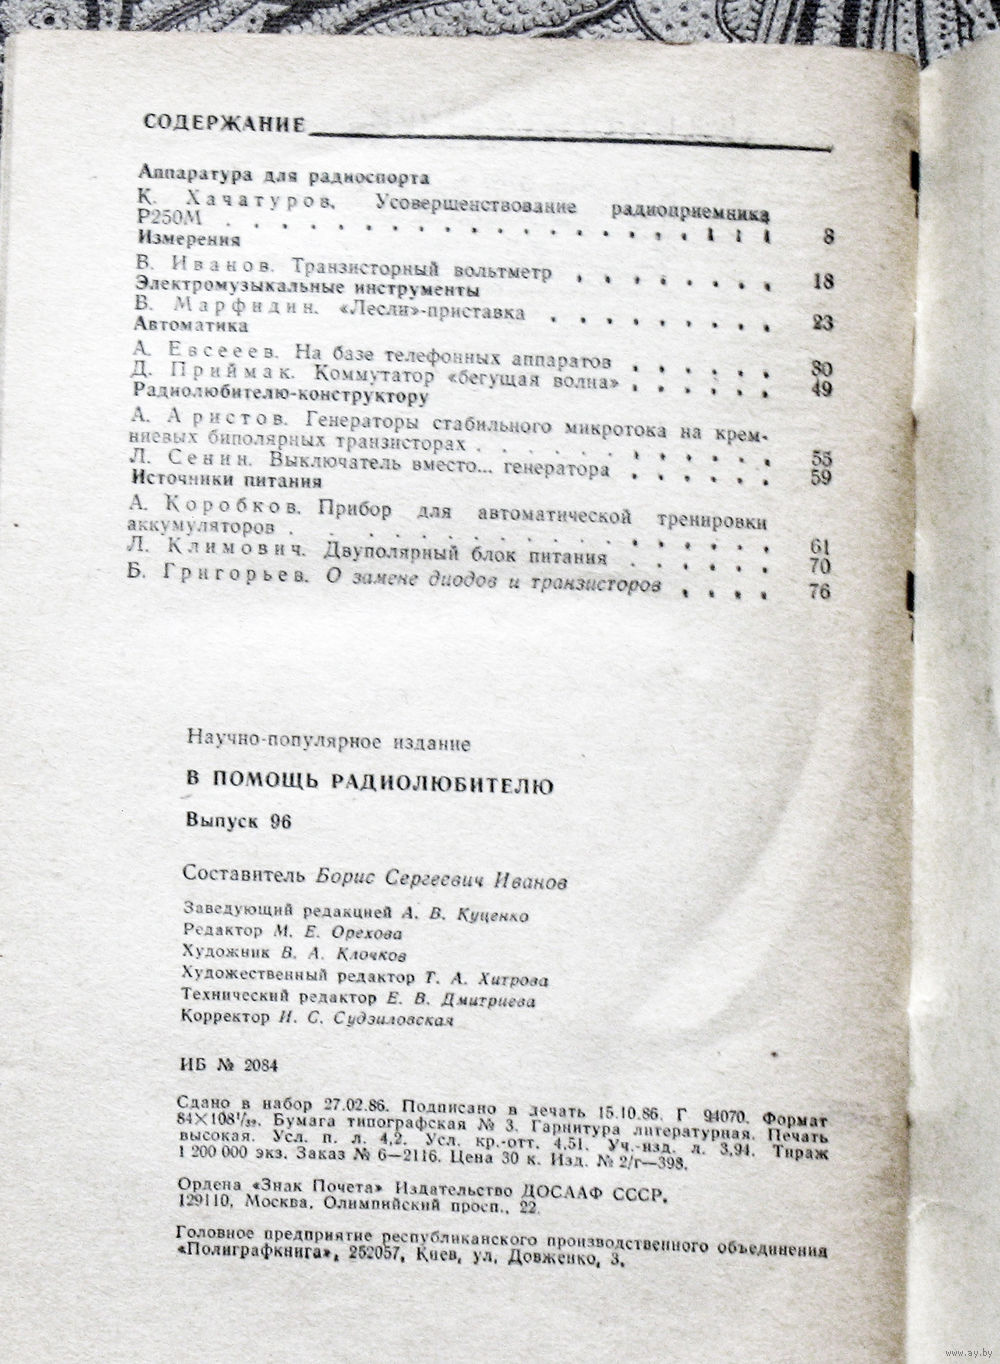 СОДЕРЖАНИЕ
Аппаратура для радиоспорта
К. Хачатуров. Усовершенствование радиоприемника
Р250М . . . . . . . . . . . . . . . . . . . . . 8
Измерения
В. Иванов. Транзисторный вольтметр . . . . . . . . 18
Электромузыкальные инструменты
В. Марфидин. «Лесли»-приставка . . . . . . . . . 23
Автоматика
А. Евсееев. На базе телефонных аппаратов . . . . . . 30
Д. Приймак. Коммутатор «бегущая волна» . . . . . . 49
Радиолюбителю-конструктору
А. Аристов. Генераторы стабильного микротока на крем-
ниевых биполярных транзисторах . . . . . . . . . . . 55
Л. Сенин. Выключатель вместо... генератора . . . . . . 59
Источники питания
А. Коробков. Прибор для автоматической тренировки
аккумуляторов . . . . . . . . . . . . . . . . . . 61
Л. Климович. Двуполярный блок питания . . . . . . 70
Б. Григорьев. О замене диодов и транзисторов . . . . 76
Научно-популярное издание
В ПОМОЩЬ РАДИОЛЮБИТЕЛЮ
Выпуск 96
Составитель Борис Сергеевич Иванов
Заведующий редакцией А. В. Куценко
Редактор М. Е. Орехова
Художник В. А. Клочков
Художественный редактор Т. А. Хитрова
Технический редактор Е. В. Дмитриева
Корректор И. С. Судзиловская
ИБ № 2084
Сдано в набор 27.02.86. Подписано в печать 15.10.86. Г 94070. Формат
84×108¹/₃₂. Бумага типографская № 3. Гарнитура литературная. Печать
высокая. Усл. п. л. 4,2. Усл. кр.-отт. 4,51. Уч.-изд. л. 3,94. Тираж
1 200 000 экз. Заказ № 6—2116. Цена 30 к. Изд. № 2/г—398.
Ордена «Знак Почета» Издательство ДОСААФ СССР.
129110, Москва, Олимпийский просп., 22.
Головное предприятие республиканского производственного объединения
«Полиграфкнига», 252057, Киев, ул. Довженко, 3.
www.ay.by